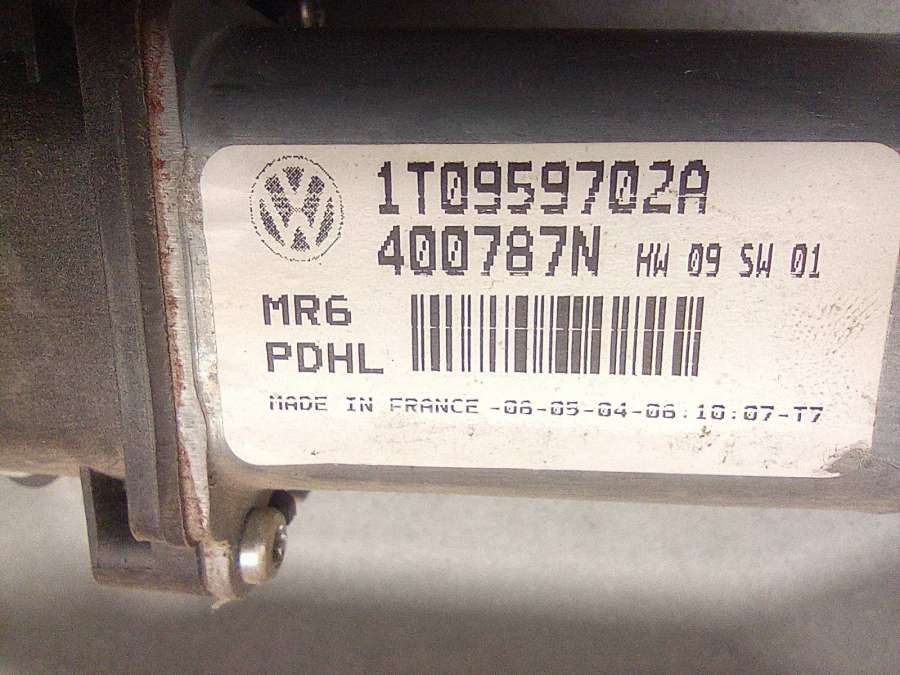 1T0959702A
400787N HW 09 SW 01
MR6
PDHL
MADE IN FRANCE -06-05-04-06:10:07-T7